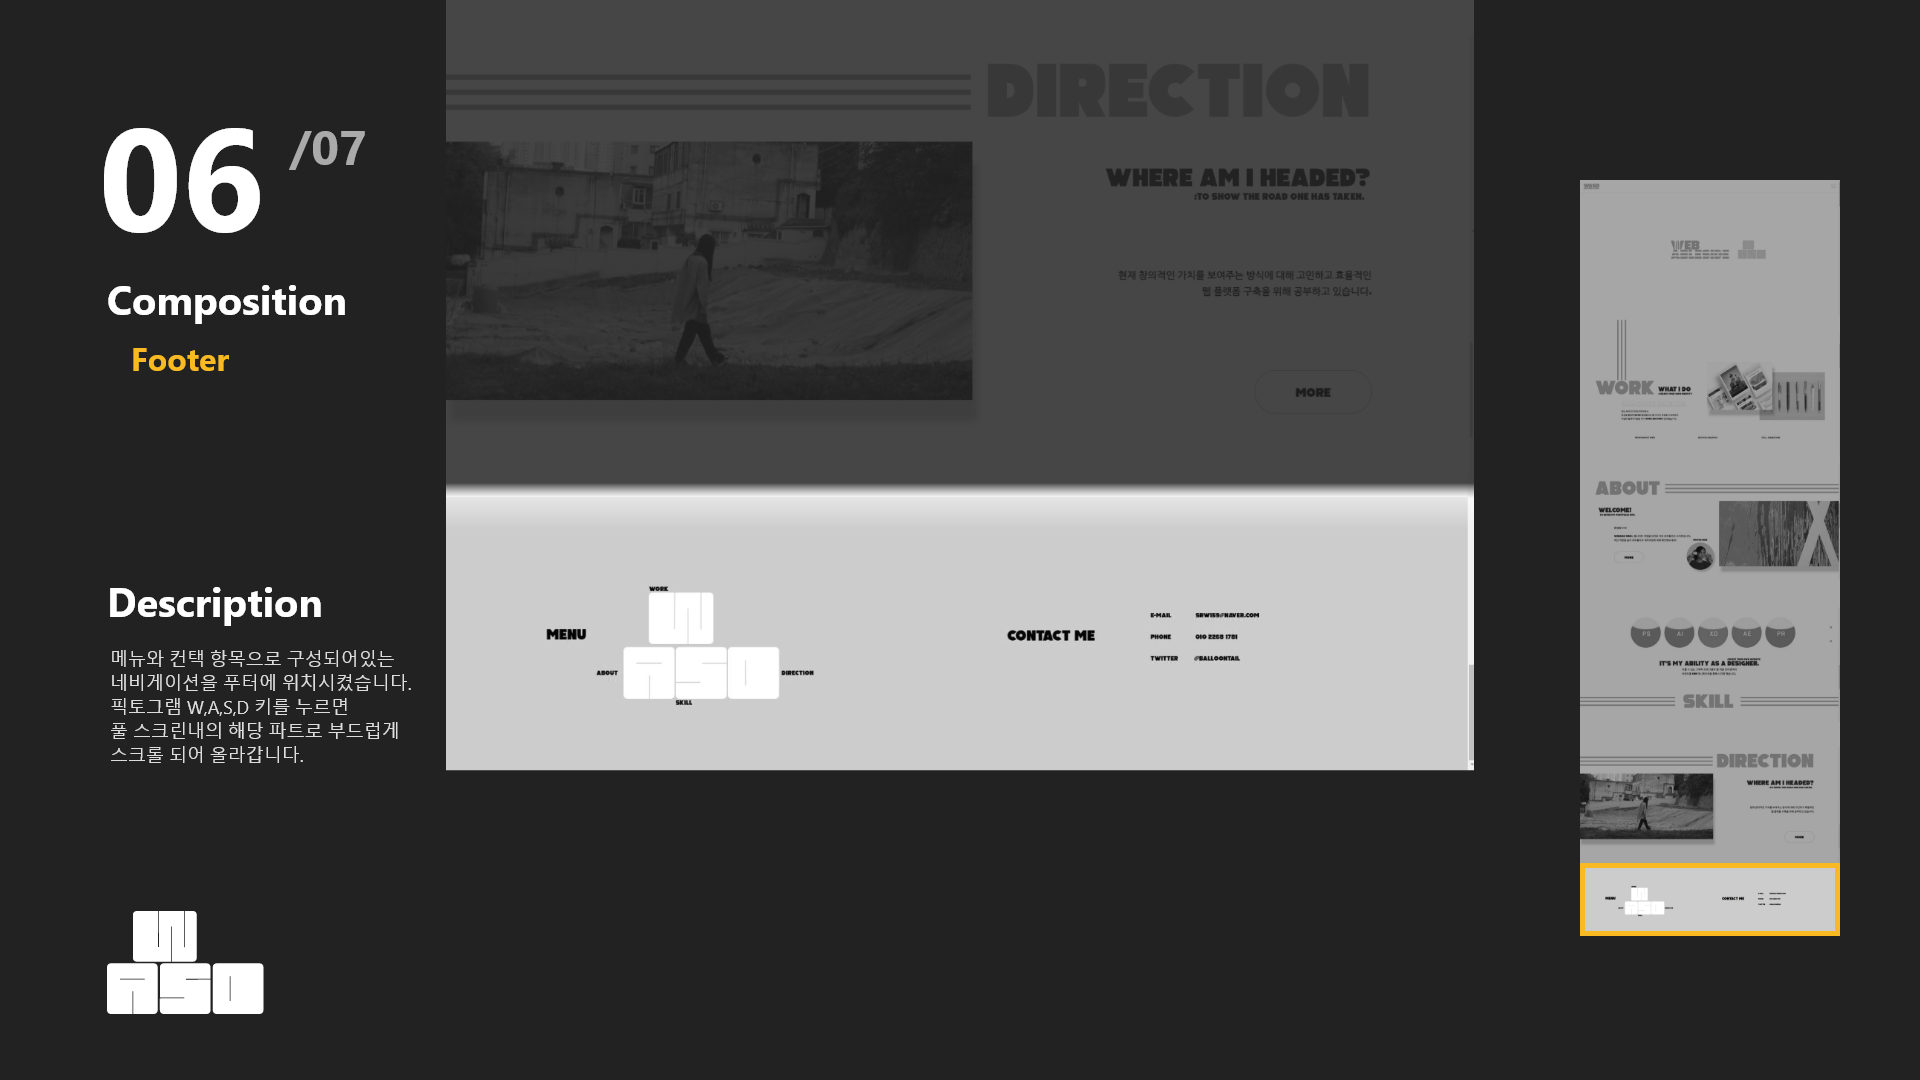 06 /07
Composition
Footer
Description
메뉴와 컨택 항목으로 구성되어있는
네비게이션을 푸터에 위치시켰습니다.
픽토그램 W,A,S,D 키를 누르면
풀 스크린내의 해당 파트로 부드럽게
스크롤 되어 올라갑니다.
W
A S D
DIRECTION
WHERE AM I HEADED?
:TO SHOW THE ROAD ONE HAS TAKEN.
현재 창의적인 가치를 보여주는 방식에 대해 고민하고 효율적인
웹 플랫폼 구축을 위해 공부하고 있습니다.
MORE
MENU
WORK
W
ABOUT
A S D
DIRECTION
SKILL
CONTACT ME
E-MAIL
PHONE 010 2268 1781
TWITTER @BALLOONTAIL
WEB
WORK WHAT I DO
ABOUT
WELCOME!
MORE
PS AI XD AE PR
IT'S MY ABILITY AS A DESIGNER.
SKILL
DIRECTION
WHERE AM I HEADED?
MORE
MENU
CONTACT ME